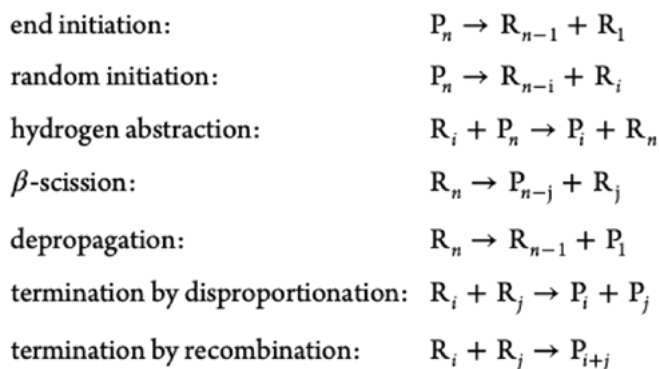 end initiation: Pₙ → Rₙ₋₁ + R₁
random initiation: Pₙ → Rₙ₋ᵢ + Rᵢ
hydrogen abstraction: Rᵢ + Pₙ → Pᵢ + Rₙ
β-scission: Rₙ → Pₙ₋ⱼ + Rⱼ
depropagation: Rₙ → Rₙ₋₁ + P₁
termination by disproportionation: Rᵢ + Rⱼ → Pᵢ + Pⱼ
termination by recombination: Rᵢ + Rⱼ → Pᵢ₊ⱼ